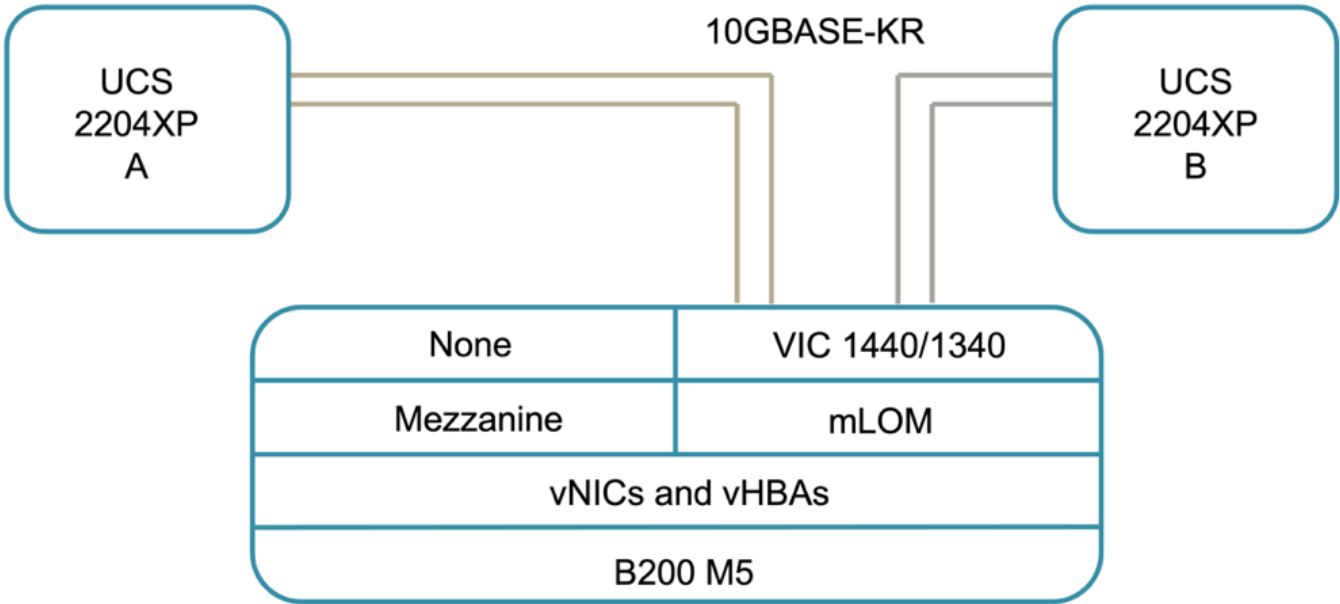 10GBASE-KR
UCS
2204XP
A
UCS
2204XP
B
None
VIC 1440/1340
Mezzanine
mLOM
vNICs and vHBAs
B200 M5